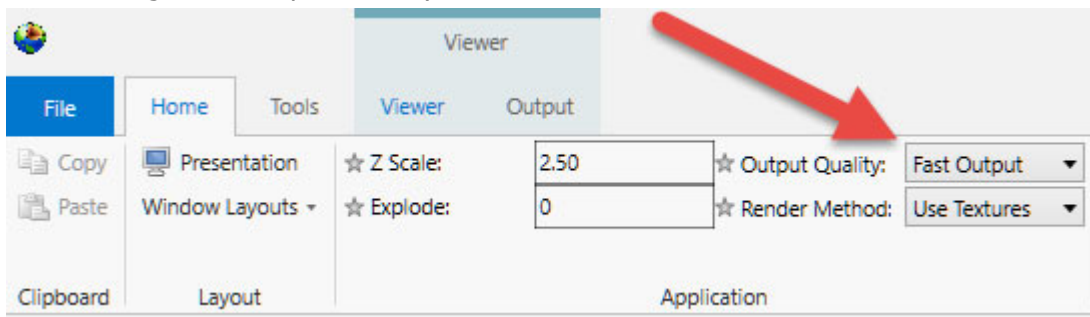 Viewer
File Home Tools Viewer Output
Copy Presentation Z Scale: 2.50 Output Quality: Fast Output
Paste Window Layouts Explode: 0 Render Method: Use Textures
Clipboard Layout Application